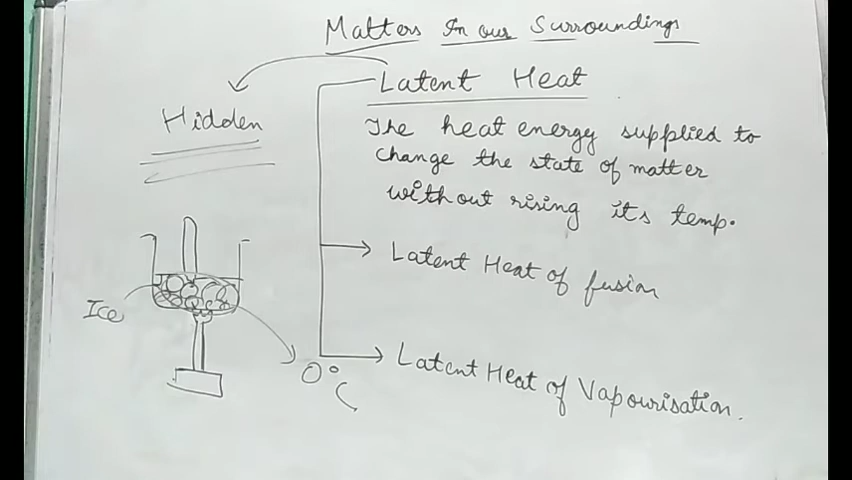 Matters In our Surroundings
Latent Heat
Hidden
The heat energy supplied to
change the state of matter
without rising its temp.
Latent Heat of fusion
Ice
0°C
Latent Heat of Vapourisation.